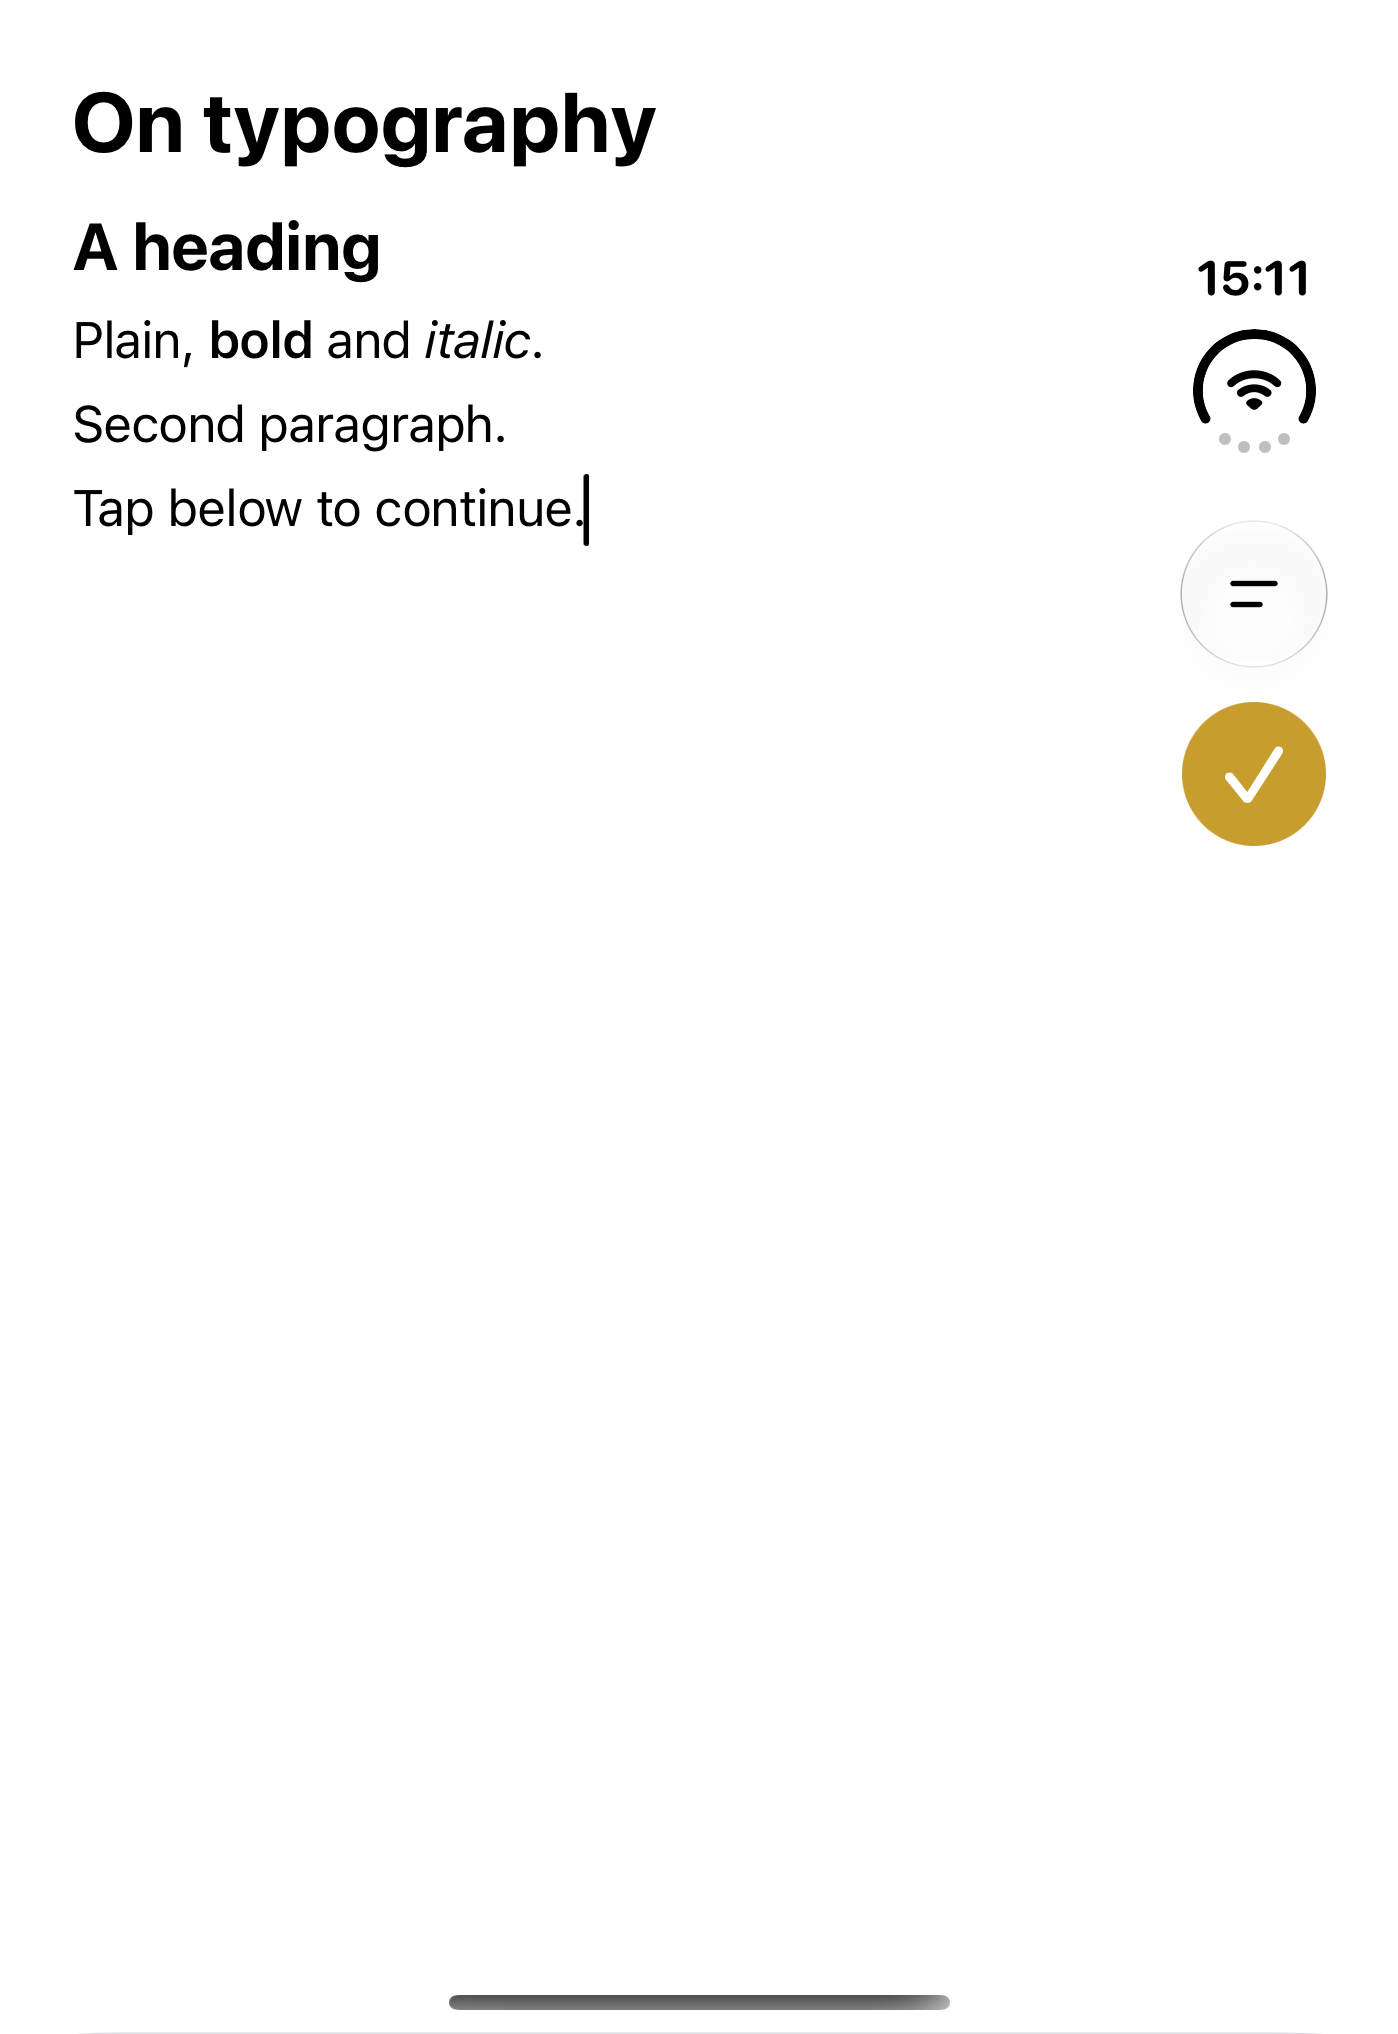 On typography
A heading
15:11
Plain, bold and italic.
Second paragraph.
Tap below to continue.